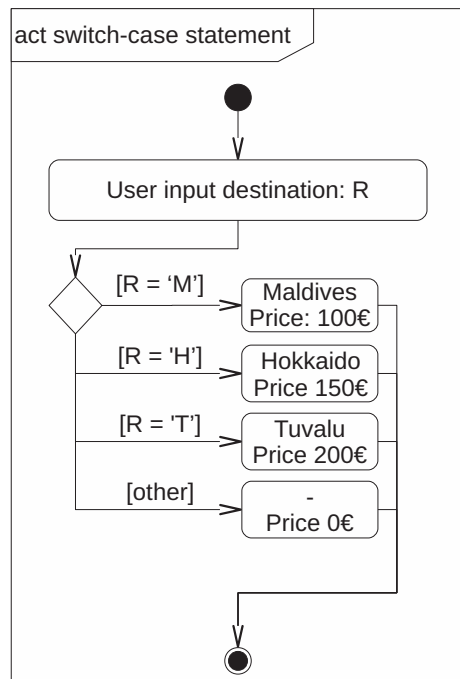 act switch-case statement
User input destination: R
[R = ‘M’]
Maldives
Price: 100€
[R = 'H']
Hokkaido
Price 150€
[R = 'T’]
Tuvalu
Price 200€
[other]
-
Price 0€